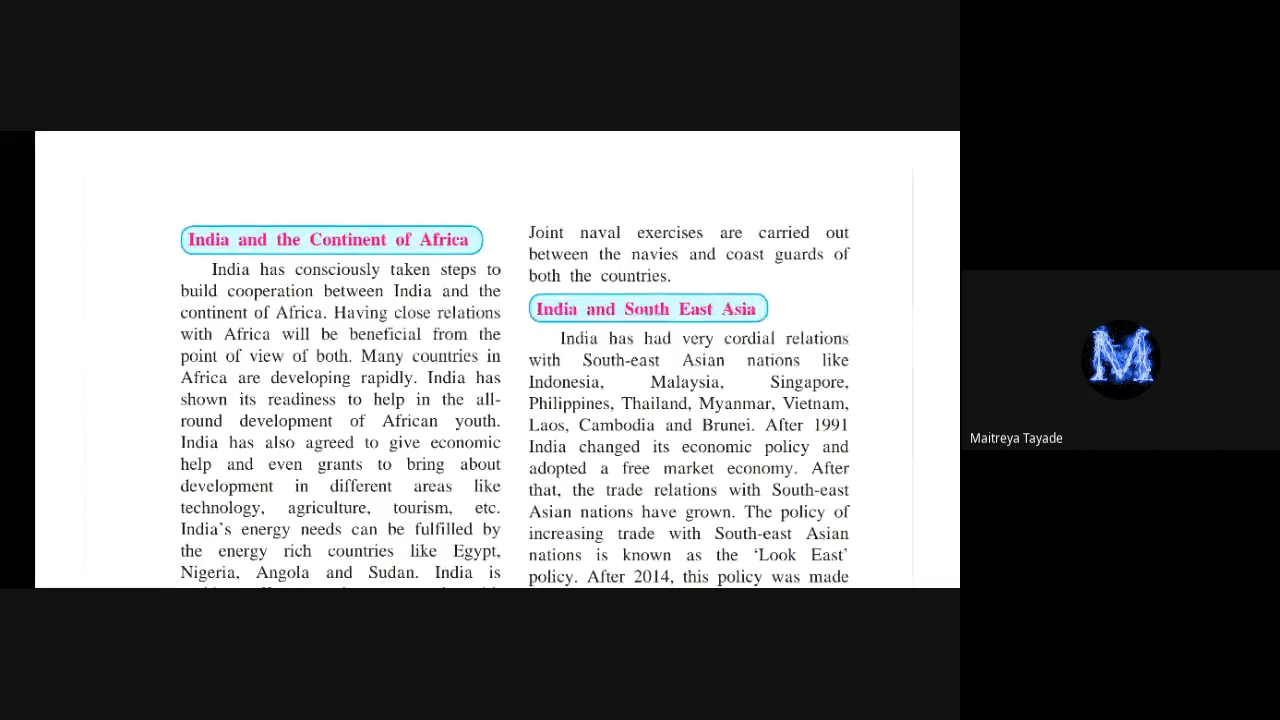 India and the Continent of Africa
India has consciously taken steps to
build cooperation between India and the
continent of Africa. Having close relations
with Africa will be beneficial from the
point of view of both. Many countries in
Africa are developing rapidly. India has
shown its readiness to help in the all-
round development of African youth.
India has also agreed to give economic
help and even grants to bring about
development in different areas like
technology, agriculture, tourism, etc.
India's energy needs can be fulfilled by
the energy rich countries like Egypt,
Nigeria, Angola and Sudan. India is
Joint naval exercises are carried out
between the navies and coast guards of
both the countries.
India and South East Asia
India has had very cordial relations
with South-east Asian nations like
Indonesia, Malaysia, Singapore,
Philippines, Thailand, Myanmar, Vietnam,
Laos, Cambodia and Brunei. After 1991
India changed its economic policy and
adopted a free market economy. After
that, the trade relations with South-east
Asian nations have grown. The policy of
increasing trade with South-east Asian
nations is known as the ‘Look East’
policy. After 2014, this policy was made
M
Maitreya Tayade